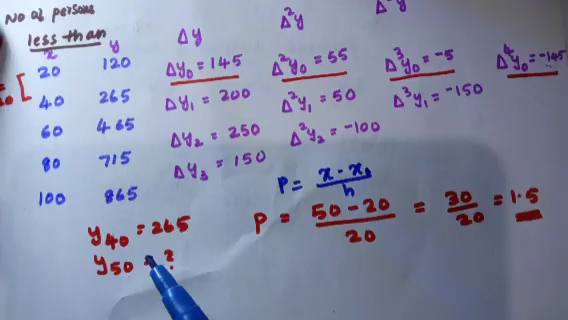 No of persons
less than
x y Δy Δ²y
20 120 Δy₀ = 145 Δ²y₀ = 55 Δ³y₀ = -5 Δ⁴y₀ = -145
40 265 Δy₁ = 200 Δ²y₁ = 50 Δ³y₁ = -150
60 465 Δy₂ = 250 Δ²y₂ = -100
80 715 Δy₃ = 150
100 865
P = x - x₀ / h
y₄₀ = 265
P = 50 - 20 / 20 = 30 / 20 = 1.5
y₅₀ = ?